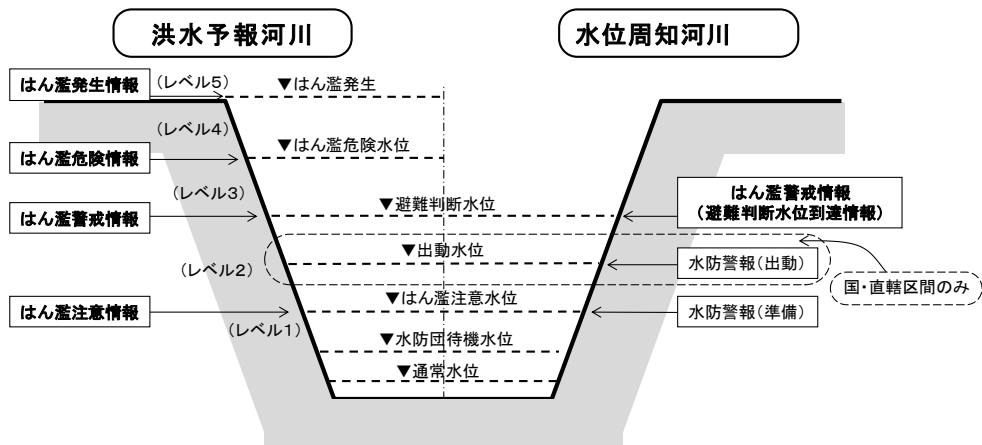 洪水予報河川
水位周知河川
はん濫発生情報
(レベル5)
▼はん濫発生
(レベル4)
はん濫危険情報
▼はん濫危険水位
(レベル3)
はん濫警戒情報
▼避難判断水位
はん濫警戒情報
(避難判断水位到達情報)
▼出動水位
水防警報(出動)
(レベル2)
国・直轄区間のみ
はん濫注意情報
▼はん濫注意水位
水防警報(準備)
(レベル1)
▼水防団待機水位
▼通常水位